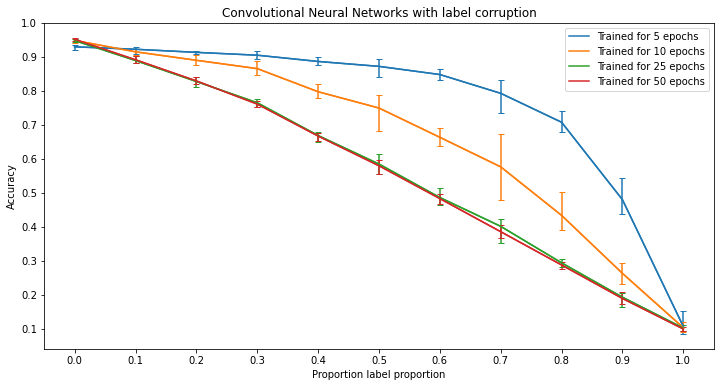 Convolutional Neural Networks with label corruption
Trained for 5 epochs
Trained for 10 epochs
Trained for 25 epochs
Trained for 50 epochs
Accuracy
1.0
0.9
0.8
0.7
0.6
0.5
0.4
0.3
0.2
0.1
0.0 0.1 0.2 0.3 0.4 0.5 0.6 0.7 0.8 0.9 1.0
Proportion label proportion